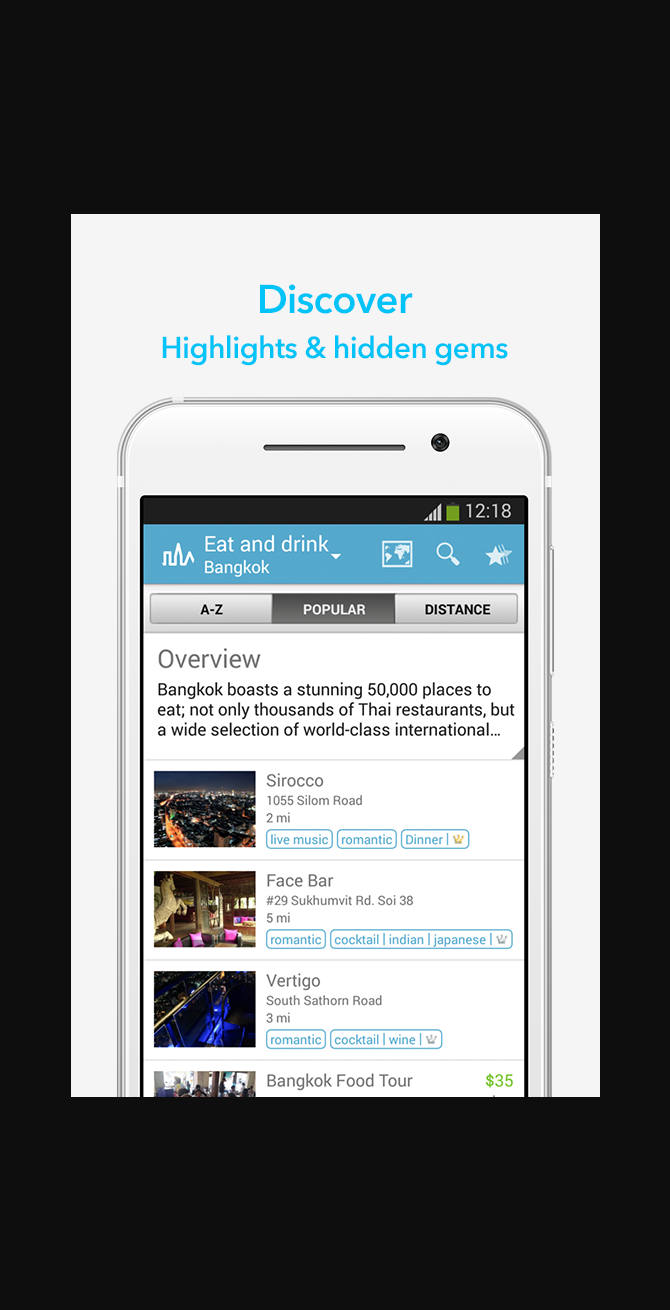 Discover
Highlights & hidden gems
12:18
Eat and drink
Bangkok
A-Z
POPULAR
DISTANCE
Overview
Bangkok boasts a stunning 50,000 places to
eat; not only thousands of Thai restaurants, but
a wide selection of world-class international...
Sirocco
1055 Silom Road
2 mi
live music romantic Dinner |
Face Bar
#29 Sukhumvit Rd. Soi 38
5 mi
romantic cocktail | indian | japanese |
Vertigo
South Sathorn Road
3 mi
romantic cocktail | wine |
Bangkok Food Tour $35